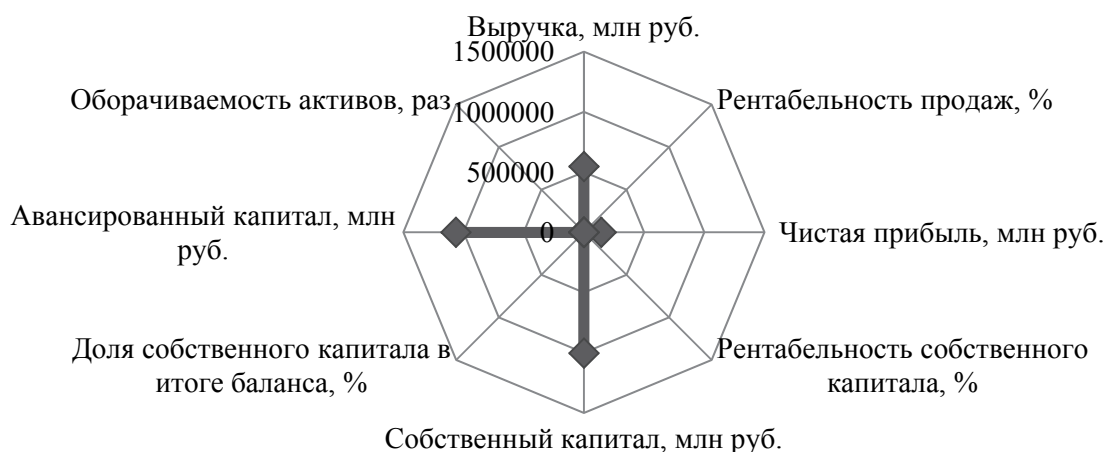 Выручка, млн руб.
1500000
Оборачиваемость активов, раз
1000000
Рентабельность продаж, %
500000
Авансированный капитал, млн
руб.
0
Чистая прибыль, млн руб.
Доля собственного капитала в
итоге баланса, %
Рентабельность собственного
капитала, %
Собственный капитал, млн руб.